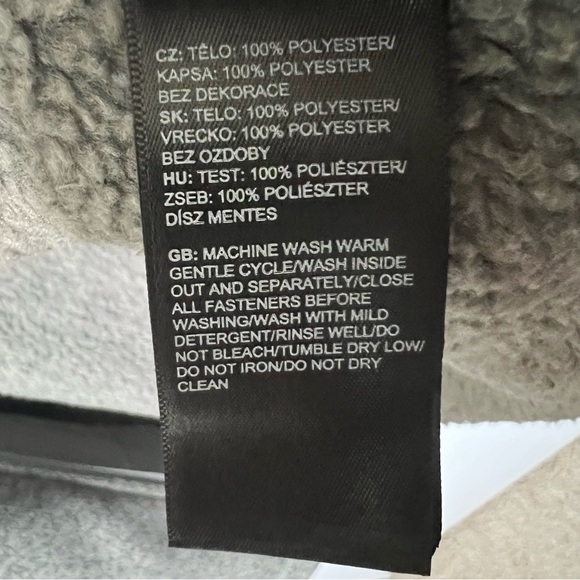 CZ: TĚLO: 100% POLYESTER/
KAPSA: 100% POLYESTER
BEZ DEKORACE
SK: TELO: 100% POLYESTER/
VRECKO: 100% POLYESTER
BEZ OZDOBY
HU: TEST: 100% POLIÉSZTER/
ZSEB: 100% POLIÉSZTER
DÍSZ MENTES
GB: MACHINE WASH WARM
GENTLE CYCLE/WASH INSIDE
OUT AND SEPARATELY/CLOSE
ALL FASTENERS BEFORE
WASHING/WASH WITH MILD
DETERGENT/RINSE WELL/DO
NOT BLEACH/TUMBLE DRY LOW/
DO NOT IRON/DO NOT DRY
CLEAN